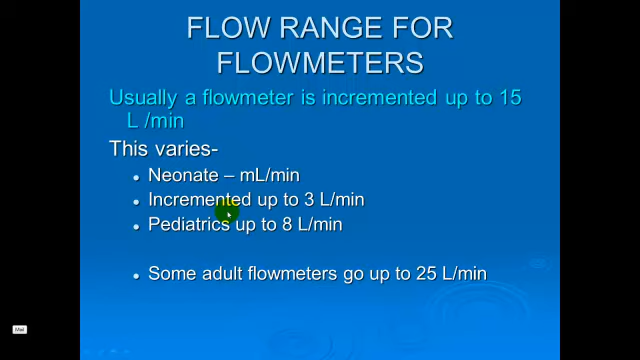 FLOW RANGE FOR
FLOWMETERS
Usually a flowmeter is incremented up to 15
L /min
This varies-
Neonate – mL/min
Incremented up to 3 L/min
Pediatrics up to 8 L/min
Some adult flowmeters go up to 25 L/min